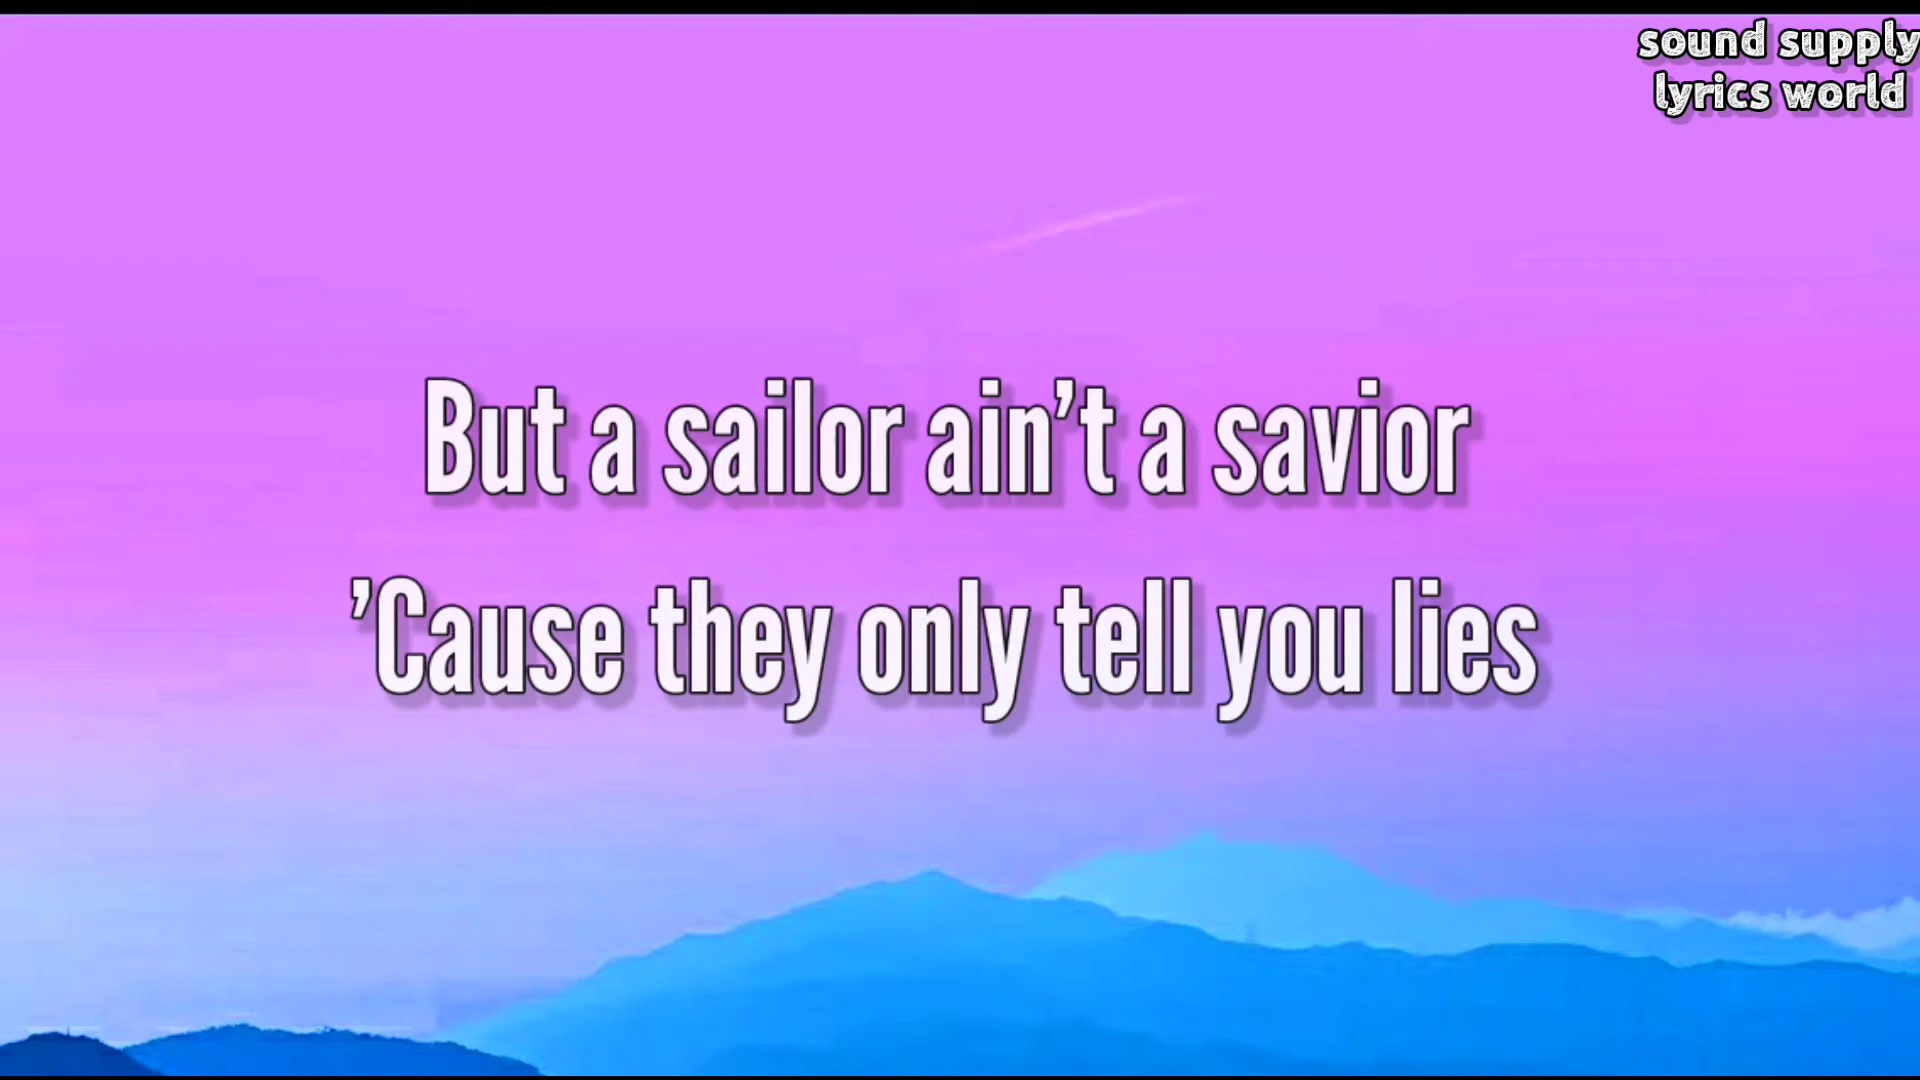 sound supply
lyrics world
But a sailor ain’t a savior
’Cause they only tell you lies